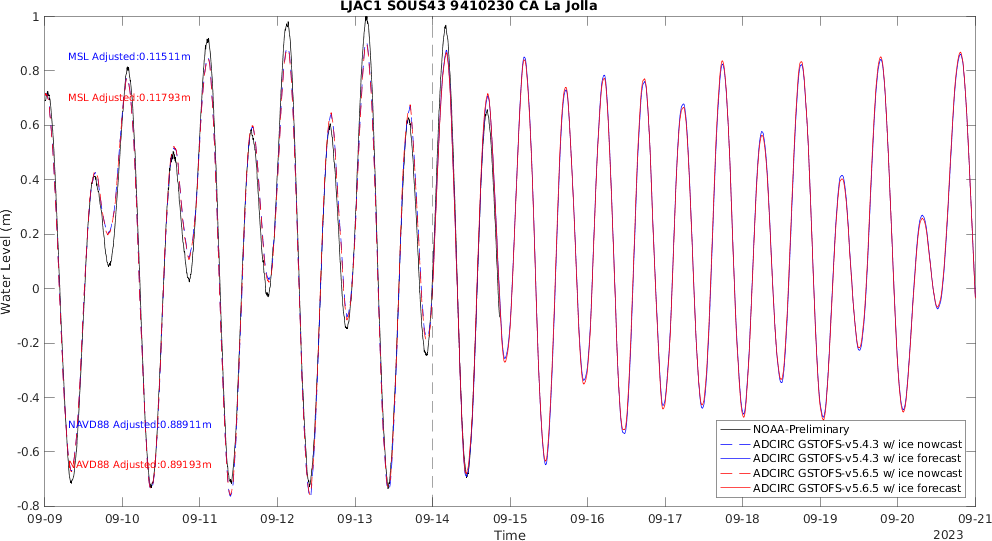 LJAC1 SOUS43 9410230 CA La Jolla
1
0.8
0.6
0.4
0.2
0
-0.2
-0.4
-0.6
-0.8
Water Level (m)
MSL Adjusted:0.11511m
MSL Adjusted:0.11793m
NAVD88 Adjusted:0.88911m
NAVD88 Adjusted:0.89193m
NOAA-Preliminary
ADCIRC GSTOFS-v5.4.3 w/ ice nowcast
ADCIRC GSTOFS-v5.4.3 w/ ice forecast
ADCIRC GSTOFS-v5.6.5 w/ ice nowcast
ADCIRC GSTOFS-v5.6.5 w/ ice forecast
09-09 09-10 09-11 09-12 09-13 09-14 09-15 09-16 09-17 09-18 09-19 09-20 09-21
Time
2023